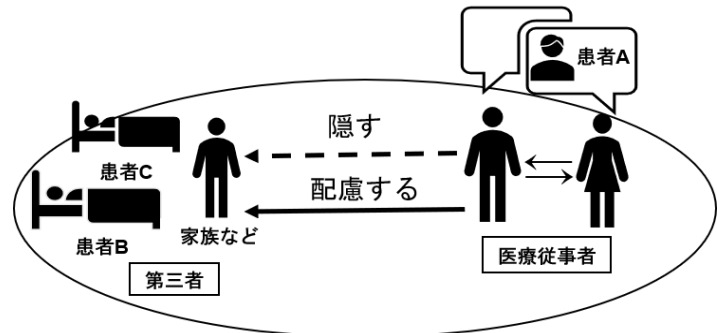 患者A
隠す
患者C
配慮する
患者B
家族など
医療従事者
第三者